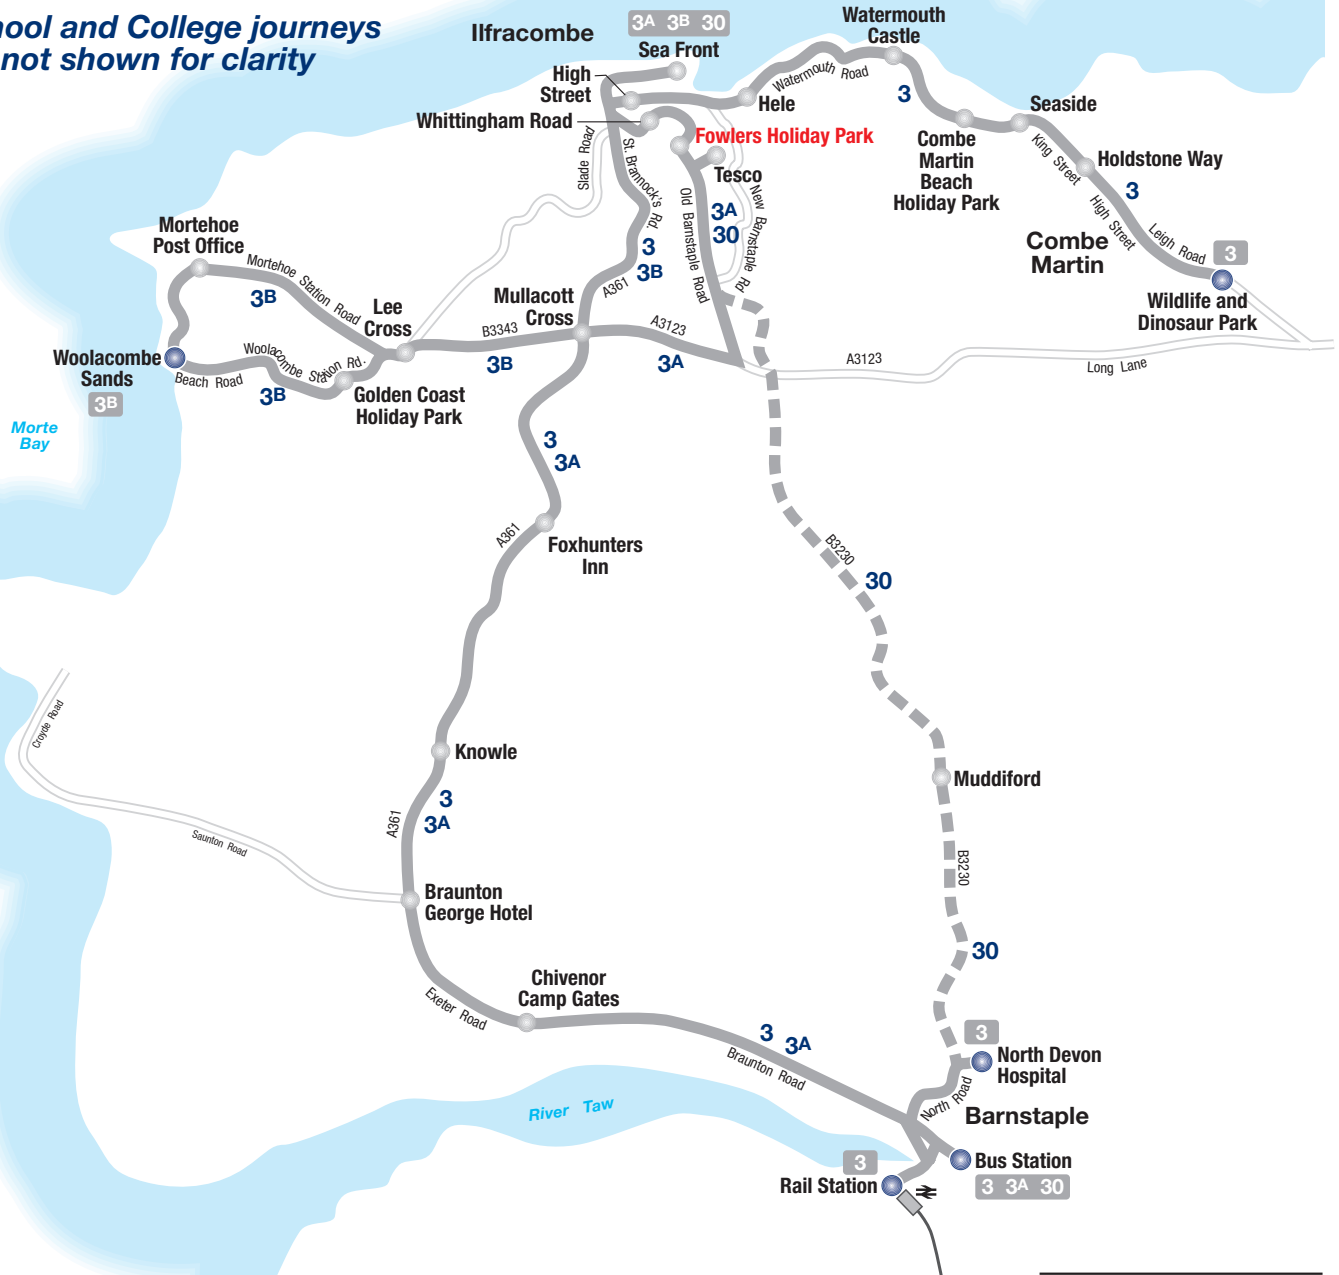 hool and College journeys
not shown for clarity
Ilfracombe
3A 3B 30
Sea Front
High
Street
Whittingham Road
Watermouth
Castle
Watermouth Road
Hele
3
Fowlers Holiday Park
Tesco
Seaside
Combe
Martin
Beach
Holiday Park
King Street
Holdstone Way
3
High Street
Leigh Road
Combe
Martin
3
Wildlife and
Dinosaur Park
Slade Road
St. Brannock's Rd.
Old Barnstaple Road
New Barnstaple Rd
3A
30
3
3B
A361
Mortehoe
Post Office
Mortehoe Station Road
3B
Lee
Cross
Mullacott
Cross
B3343
3B
A3123
3A
A3123
Long Lane
Woolacombe
Sands
3B
Beach Road
Woolacombe Station Rd.
3B
Golden Coast
Holiday Park
Morte
Bay
3
3A
A361
Foxhunters
Inn
B3230
30
Croyde Road
Saunton Road
Knowle
3
3A
A361
Muddiford
B3230
Braunton
George Hotel
30
Exeter Road
Chivenor
Camp Gates
3 3A
Braunton Road
3
North Devon
Hospital
North Road
Barnstaple
River Taw
3
Rail Station
Bus Station
3 3A 30